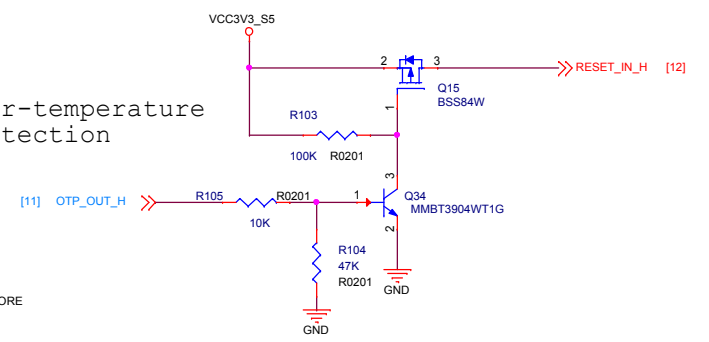 VCC3V3_S5
2
3
RESET_IN_H [12]
Q15
BSS84W
r-temperature
tection
R103
1
100K R0201
3
Q34
MMBT3904WT1G
[11] OTP_OUT_H
R105
R0201
1
10K
2
R104
47K
R0201
GND
ORE
GND